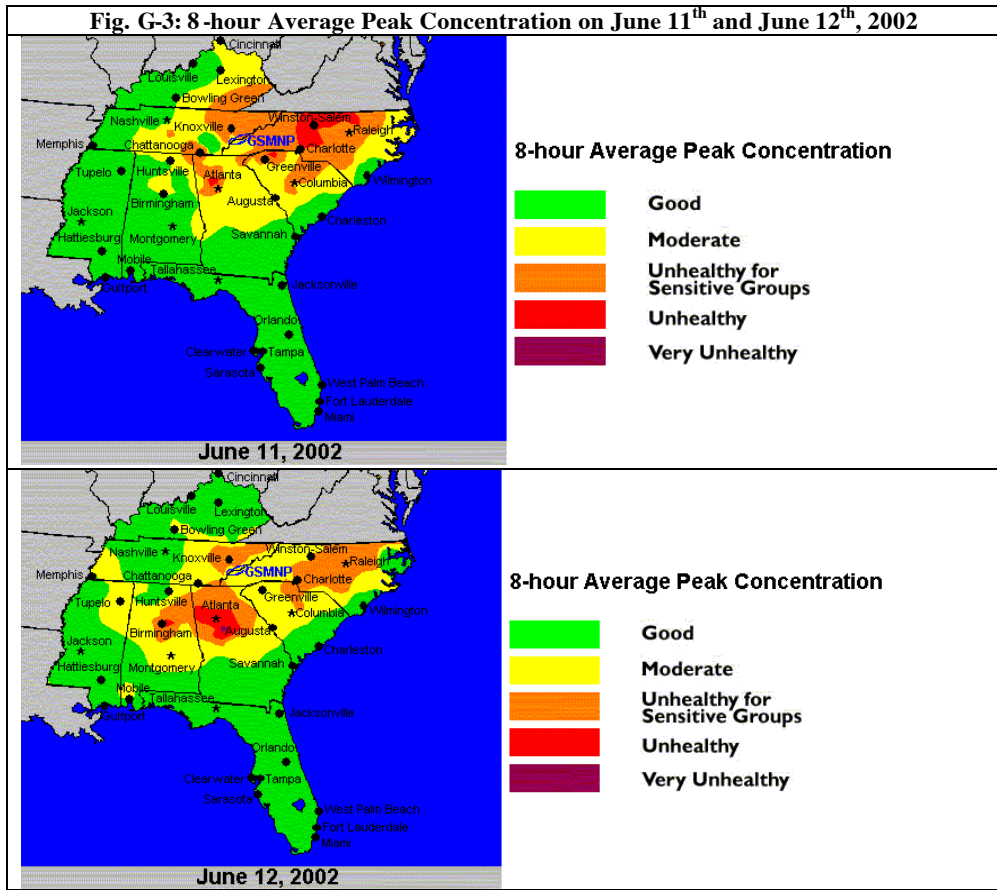 Fig. G-3: 8-hour Average Peak Concentration on June 11th and June 12th, 2002
Cincinnati
Louisville
Lexington
Bowling Green
Nashville
Knoxville
Winston-Salem
Raleigh
GSMNP
Memphis
Chattanooga
Charlotte
Greenville
Tupelo
Huntsville
Atlanta
Columbia
Wilmington
Birmingham
Augusta
Jackson
Charleston
Hattiesburg
Montgomery
Savannah
Mobile
Tallahassee
Gulfport
Jacksonville
Orlando
Clearwater
Tampa
Sarasota
West Palm Beach
Fort Lauderdale
Miami
June 11, 2002
8-hour Average Peak Concentration
Good
Moderate
Unhealthy for
Sensitive Groups
Unhealthy
Very Unhealthy
Cincinnati
Louisville
Lexington
Bowling Green
Nashville
Knoxville
Winston-Salem
Raleigh
GSMNP
Memphis
Chattanooga
Charlotte
Greenville
Tupelo
Huntsville
Atlanta
Columbia
Wilmington
Birmingham
Augusta
Jackson
Charleston
Hattiesburg
Montgomery
Savannah
Mobile
Tallahassee
Gulfport
Jacksonville
Orlando
Clearwater
Tampa
Sarasota
West Palm Beach
Fort Lauderdale
Miami
June 12, 2002
8-hour Average Peak Concentration
Good
Moderate
Unhealthy for
Sensitive Groups
Unhealthy
Very Unhealthy